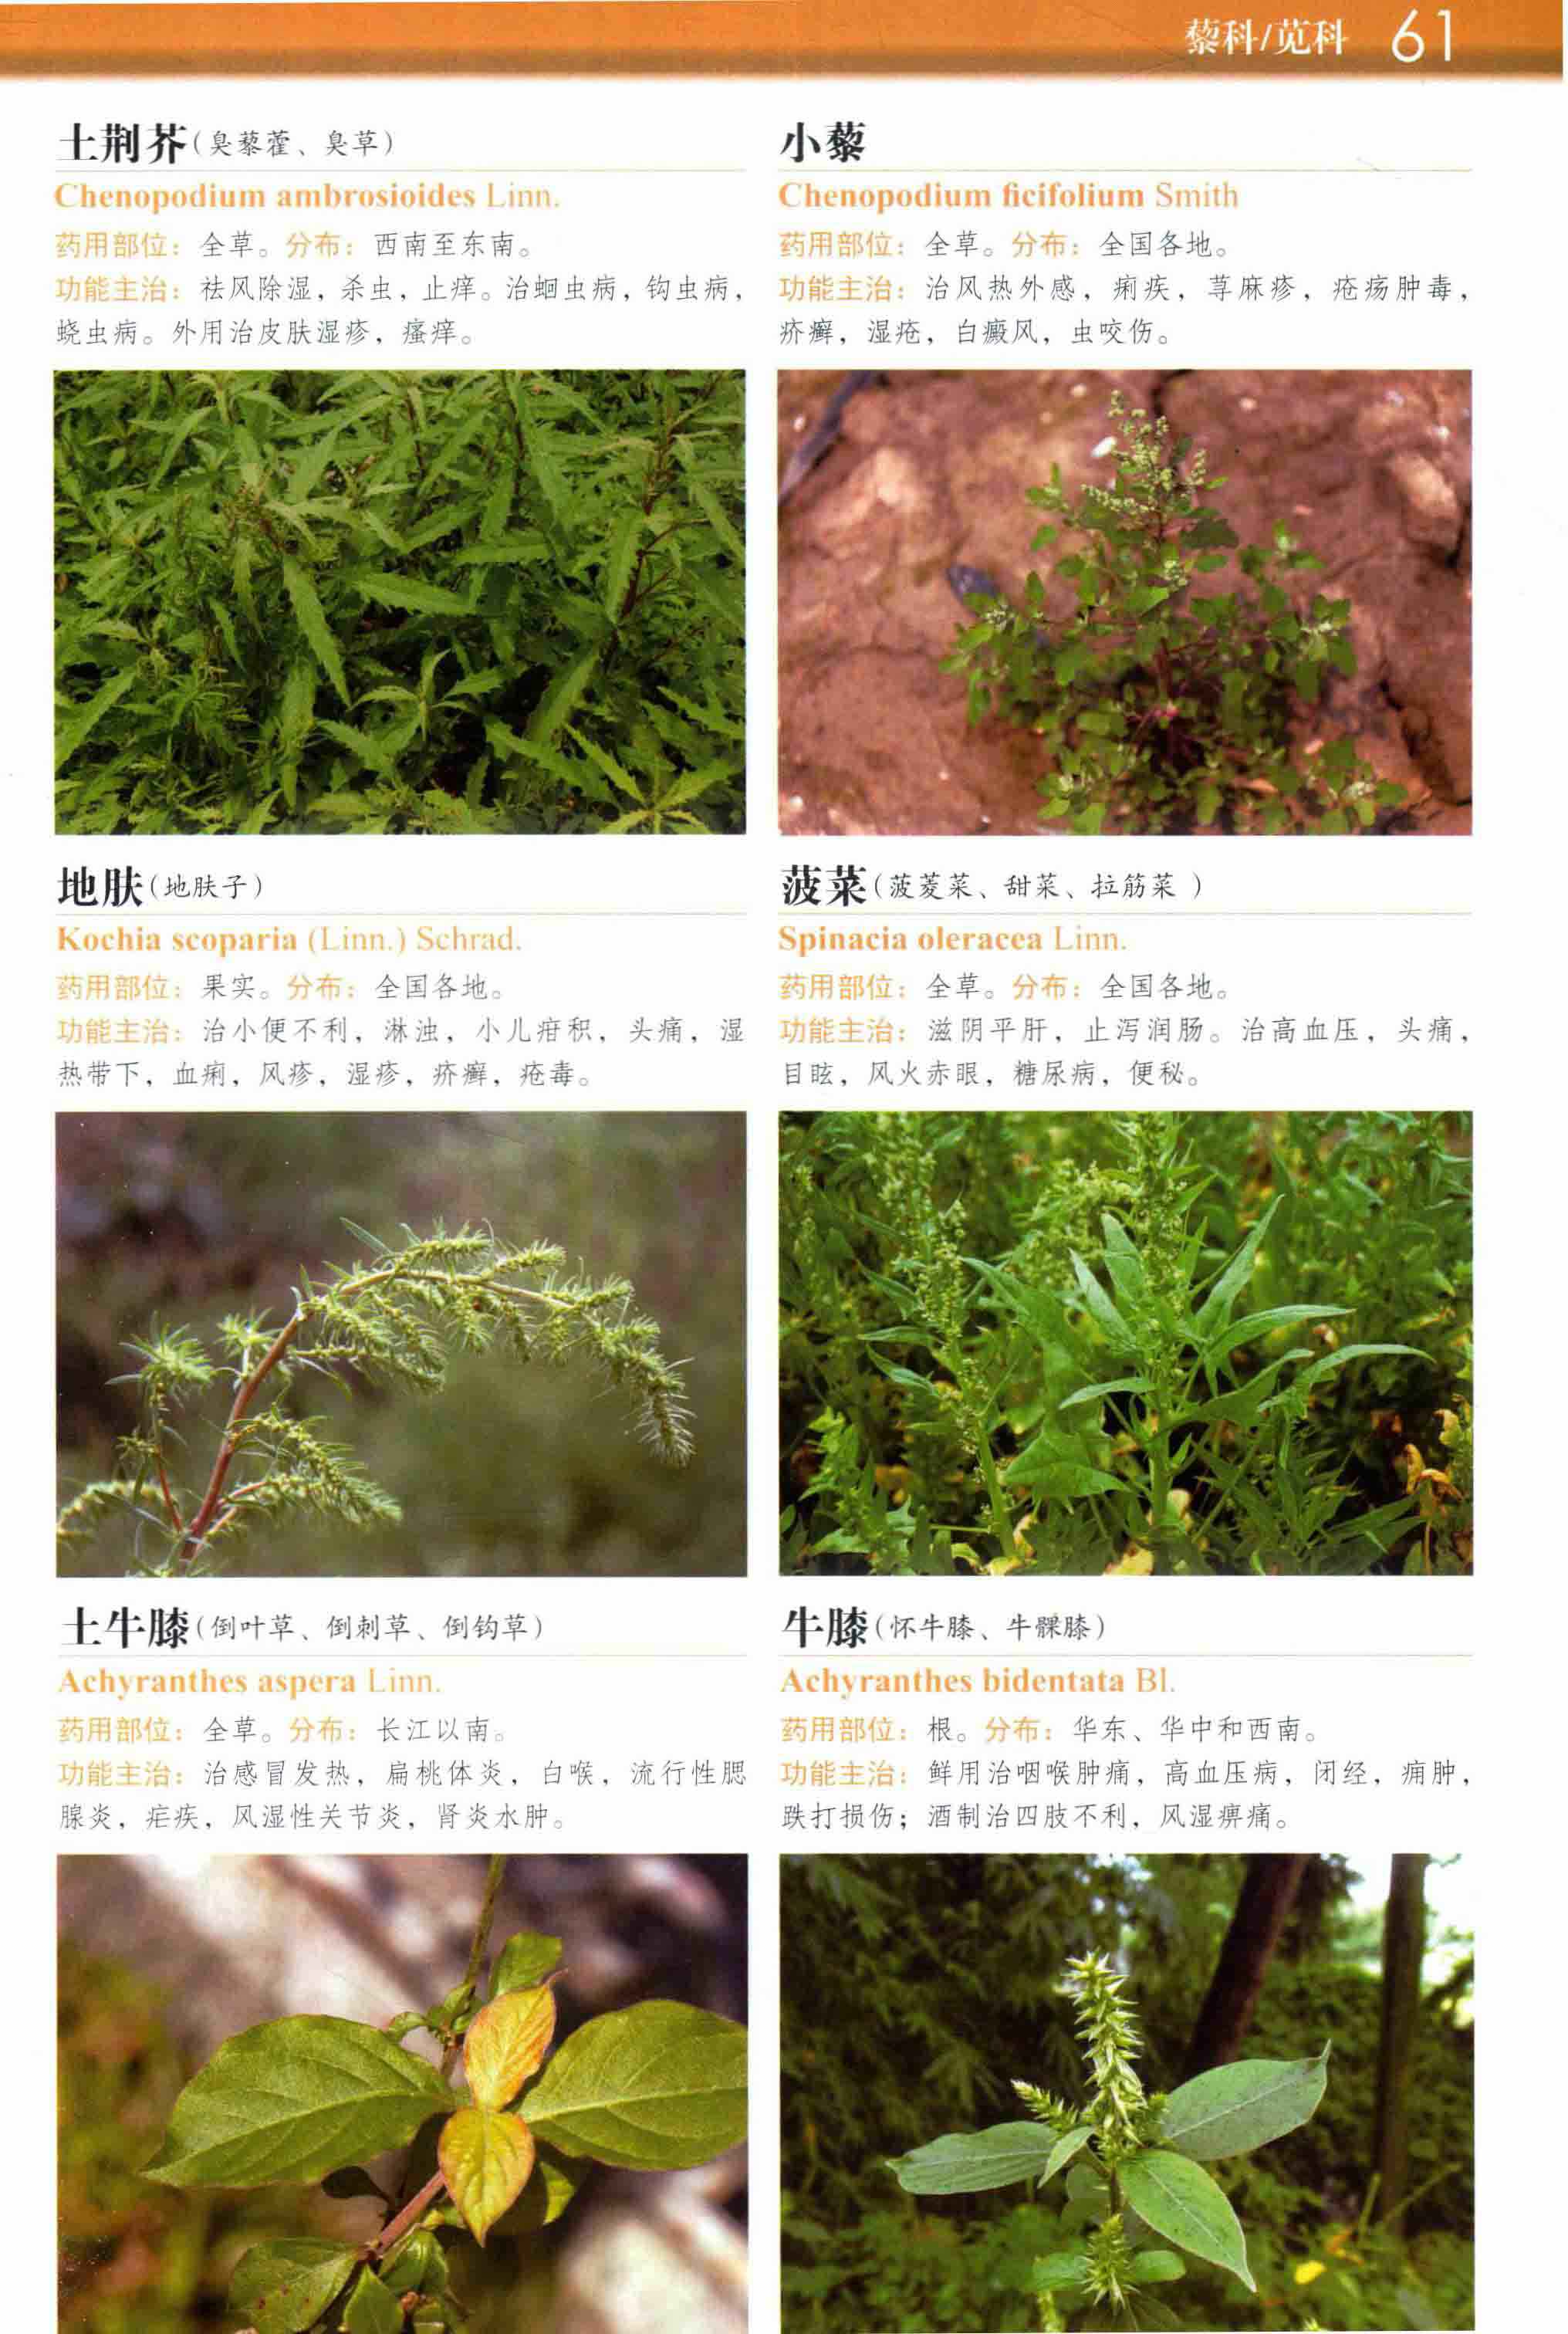 藜科/苋科 61
土荆芥(臭藜藿、臭草)
Chenopodium ambrosioides Linn.
药用部位：全草。分布：西南至东南。
功能主治：祛风除湿，杀虫，止痒。治蛔虫病，钩虫病，
蛲虫病。外用治皮肤湿疹，瘙痒。
小藜
Chenopodium ficifolium Smith
药用部位：全草。分布：全国各地。
功能主治：治风热外感，痢疾，荨麻疹，疮疡肿毒，
疥癣，湿疮，白癜风，虫咬伤。
地肤(地肤子)
Kochia scoparia (Linn.) Schrad.
药用部位：果实。分布：全国各地。
功能主治：治小便不利，淋浊，小儿疳积，头痛，湿
热带下，血痢，风疹，湿疹，疥癣，疮毒。
菠菜(菠菱菜、甜菜、拉筋菜)
Spinacia oleracea Linn.
药用部位：全草。分布：全国各地。
功能主治：滋阴平肝，止泻润肠。治高血压，头痛，
目眩，风火赤眼，糖尿病，便秘。
土牛膝(倒叶草、倒刺草、倒钩草)
Achyranthes aspera Linn.
药用部位：全草。分布：长江以南。
功能主治：治感冒发热，扁桃体炎，白喉，流行性腮
腺炎，疟疾，风湿性关节炎，肾炎水肿。
牛膝(怀牛膝、牛髁膝)
Achyranthes bidentata Bl.
药用部位：根。分布：华东、华中和西南。
功能主治：鲜用治咽喉肿痛，高血压病，闭经，痈肿，
跌打损伤；酒制治四肢不利，风湿痹痛。